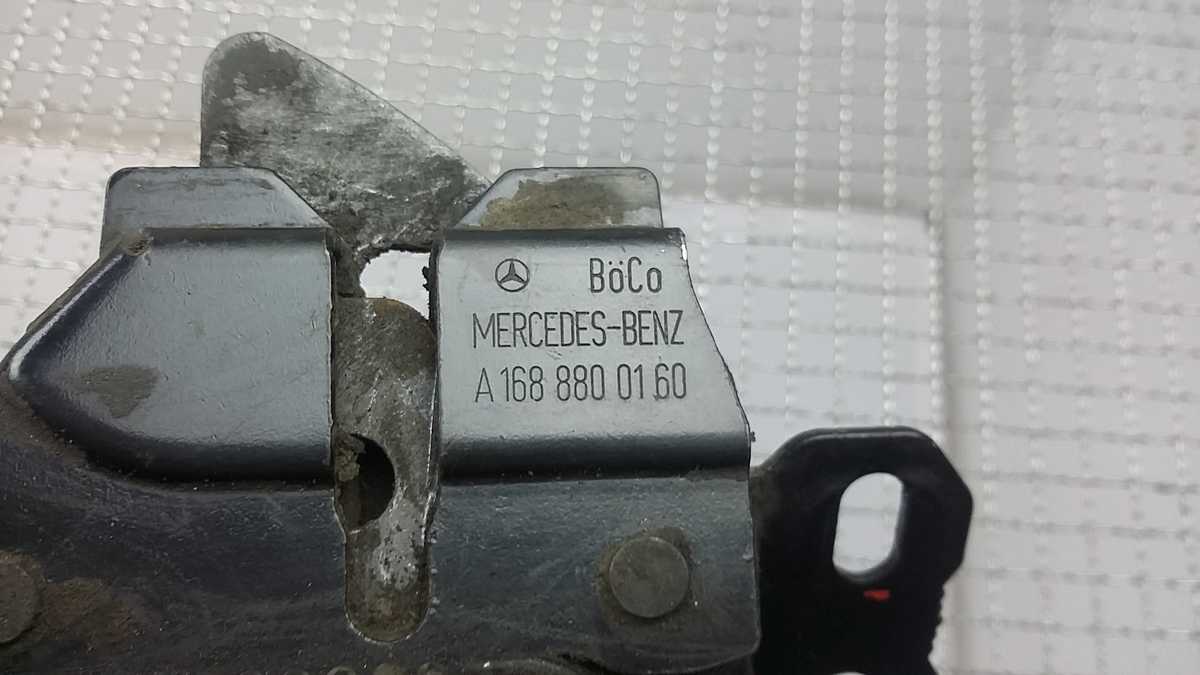 BöCo
MERCEDES-BENZ
A 168 880 01 60